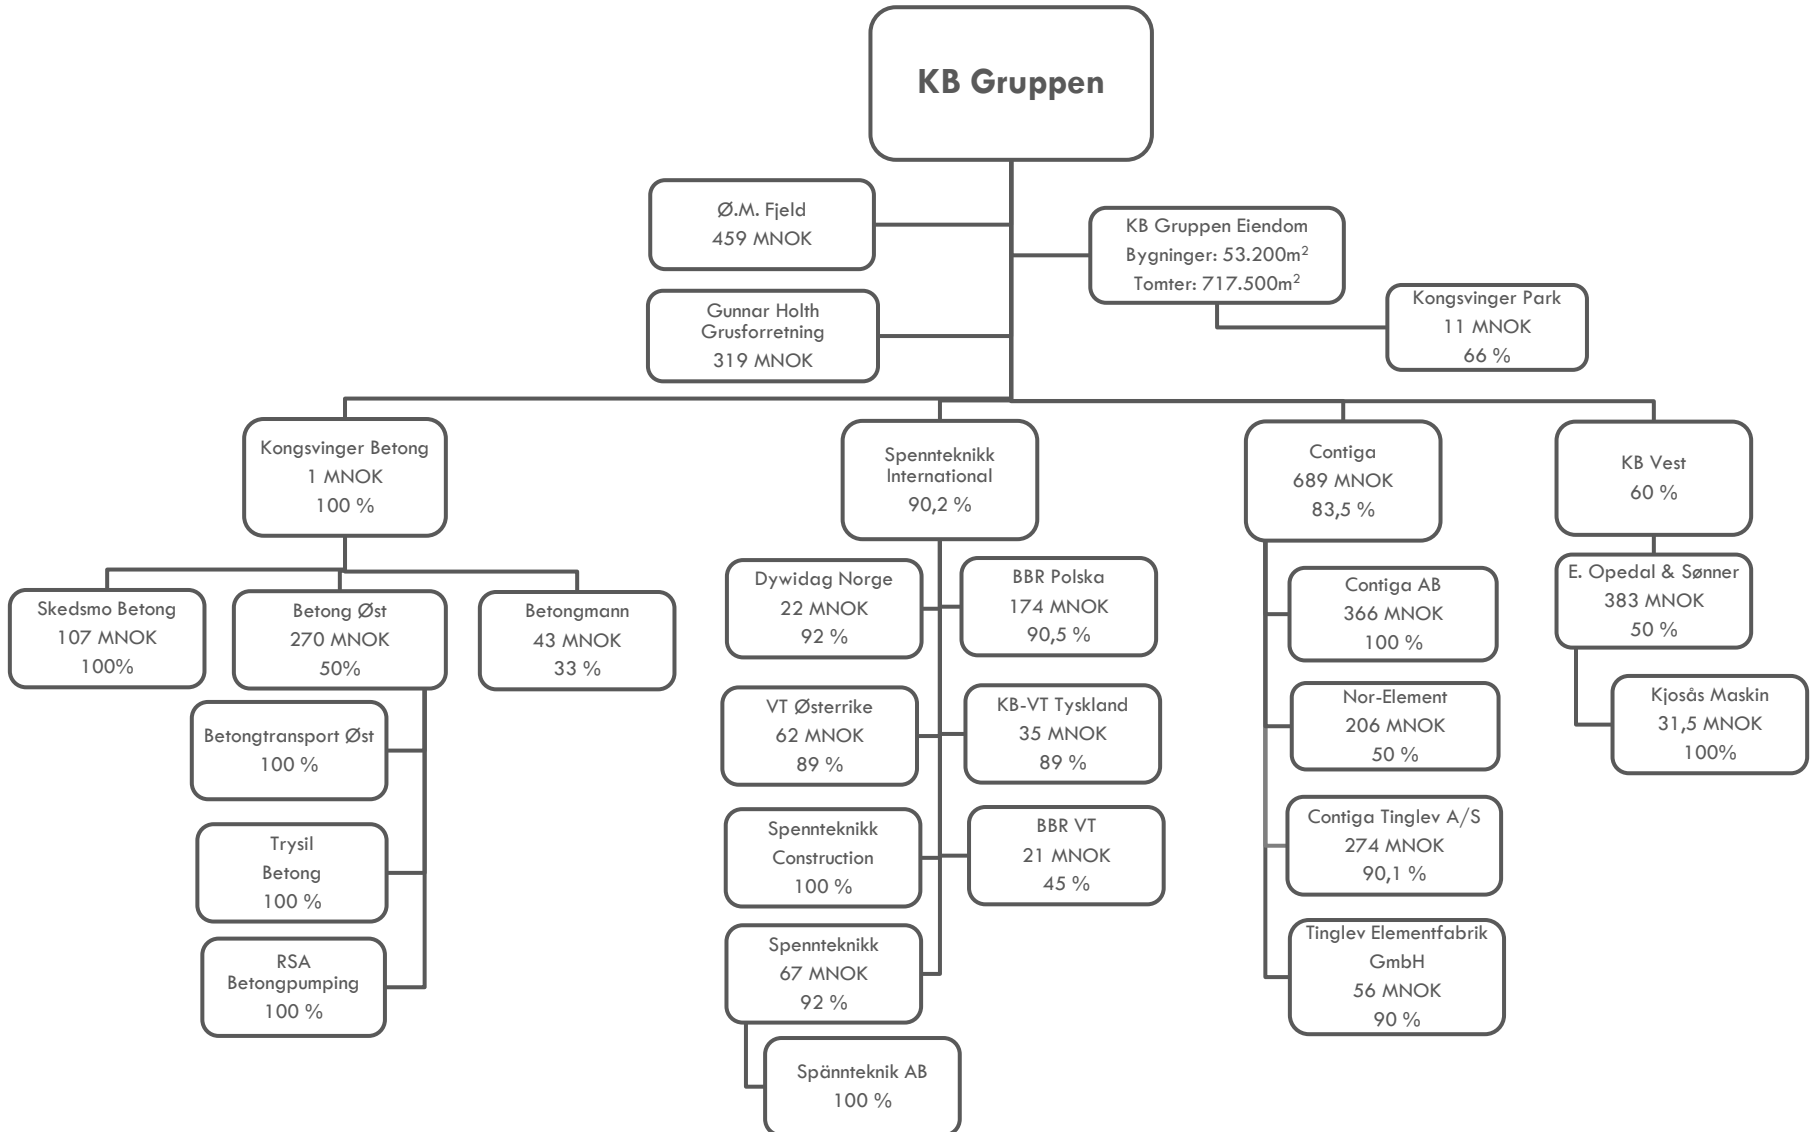 KB Gruppen
Ø.M. Fjeld
459 MNOK
KB Gruppen Eiendom
Bygninger: 53.200m²
Tomter: 717.500m²
Gunnar Holth
Grusforretning
319 MNOK
Kongsvinger Park
11 MNOK
66 %
Kongsvinger Betong
1 MNOK
100 %
Spennteknikk
International
90,2 %
Contiga
689 MNOK
83,5 %
KB Vest
60 %
Skedsmo Betong
107 MNOK
100%
Betong Øst
270 MNOK
50%
Betongmann
43 MNOK
33 %
Betongtransport Øst
100 %
Trysil
Betong
100 %
RSA
Betongpumping
100 %
Dywidag Norge
22 MNOK
92 %
BBR Polska
174 MNOK
90,5 %
VT Østerrike
62 MNOK
89 %
KB-VT Tyskland
35 MNOK
89 %
Spennteknikk
Construction
100 %
BBR VT
21 MNOK
45 %
Spennteknikk
67 MNOK
92 %
Spännteknik AB
100 %
Contiga AB
366 MNOK
100 %
Nor-Element
206 MNOK
50 %
Contiga Tinglev A/S
274 MNOK
90,1 %
Tinglev Elementfabrik
GmbH
56 MNOK
90 %
E. Opedal & Sønner
383 MNOK
50 %
Kjosås Maskin
31,5 MNOK
100%